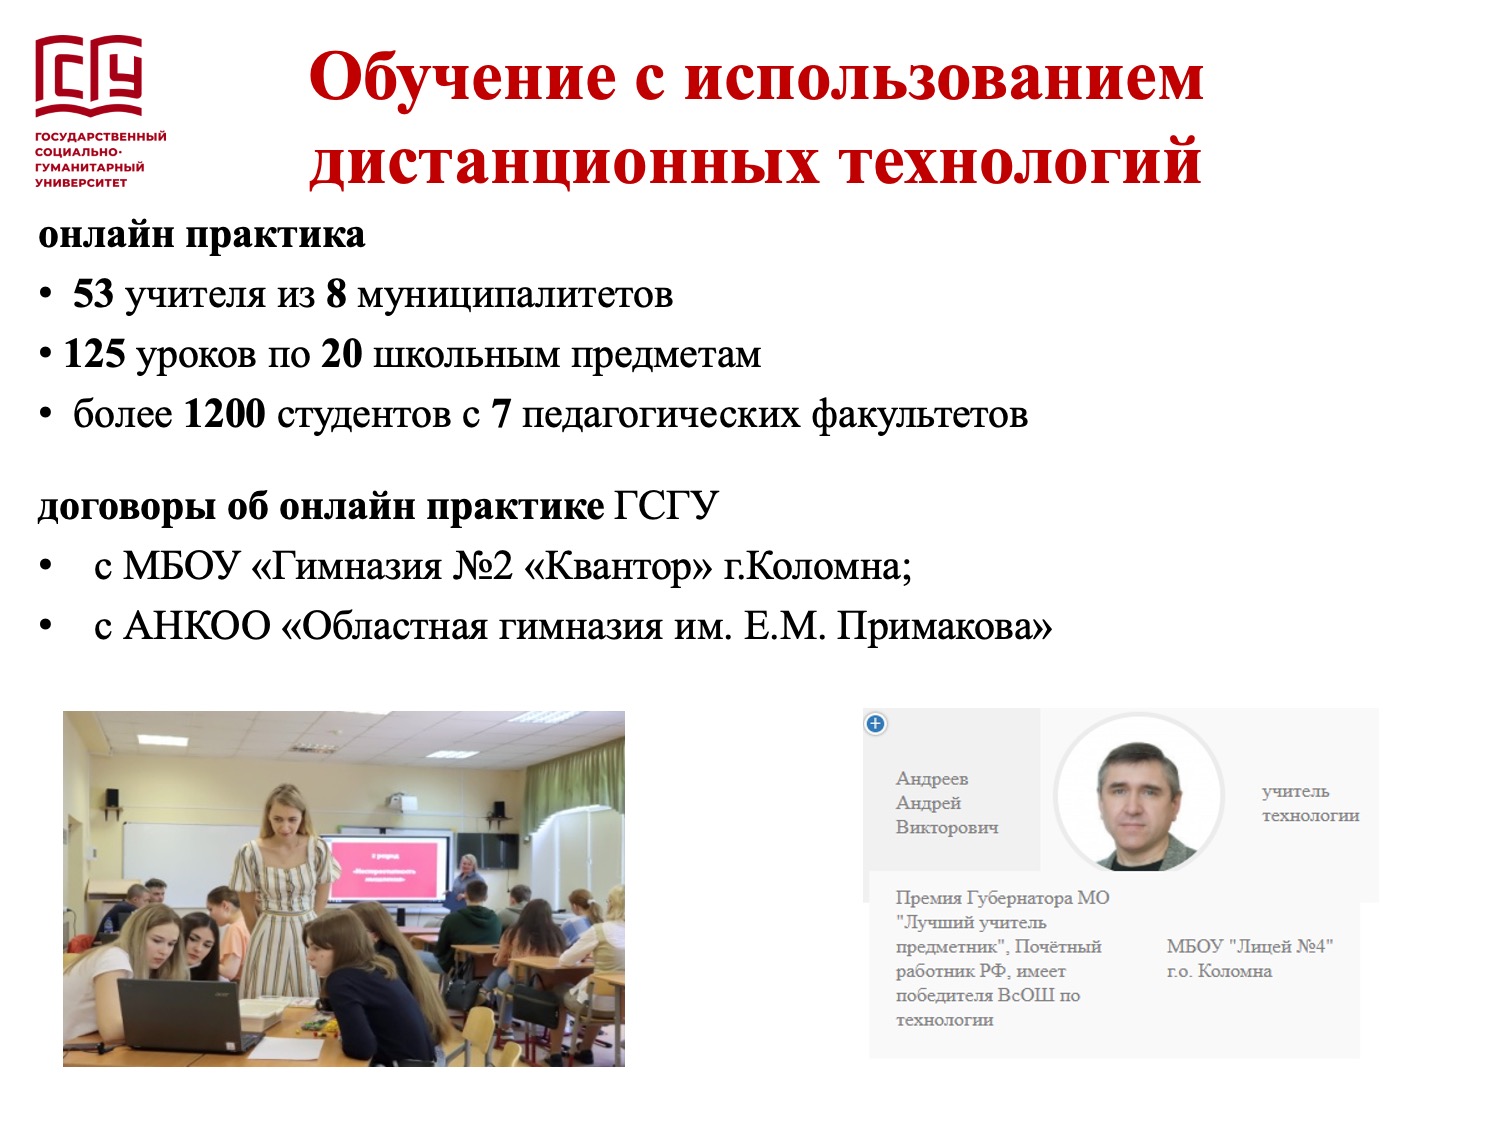 ГСГУ
ГОСУДАРСТВЕННЫЙ
СОЦИАЛЬНО-
ГУМАНИТАРНЫЙ
УНИВЕРСИТЕТ
Обучение с использованием
дистанционных технологий
онлайн практика
• 53 учителя из 8 муниципалитетов
• 125 уроков по 20 школьным предметам
• более 1200 студентов с 7 педагогических факультетов
договоры об онлайн практике ГСГУ
• с МБОУ «Гимназия №2 «Квантор» г.Коломна;
• с АНКОО «Областная гимназия им. Е.М. Примакова»
Андреев
Андрей
Викторович
учитель
технологии
Премия Губернатора МО
"Лучший учитель
предметник", Почётный
работник РФ, имеет
победителя ВсОШ по
технологии
МБОУ "Лицей №4"
г.о. Коломна